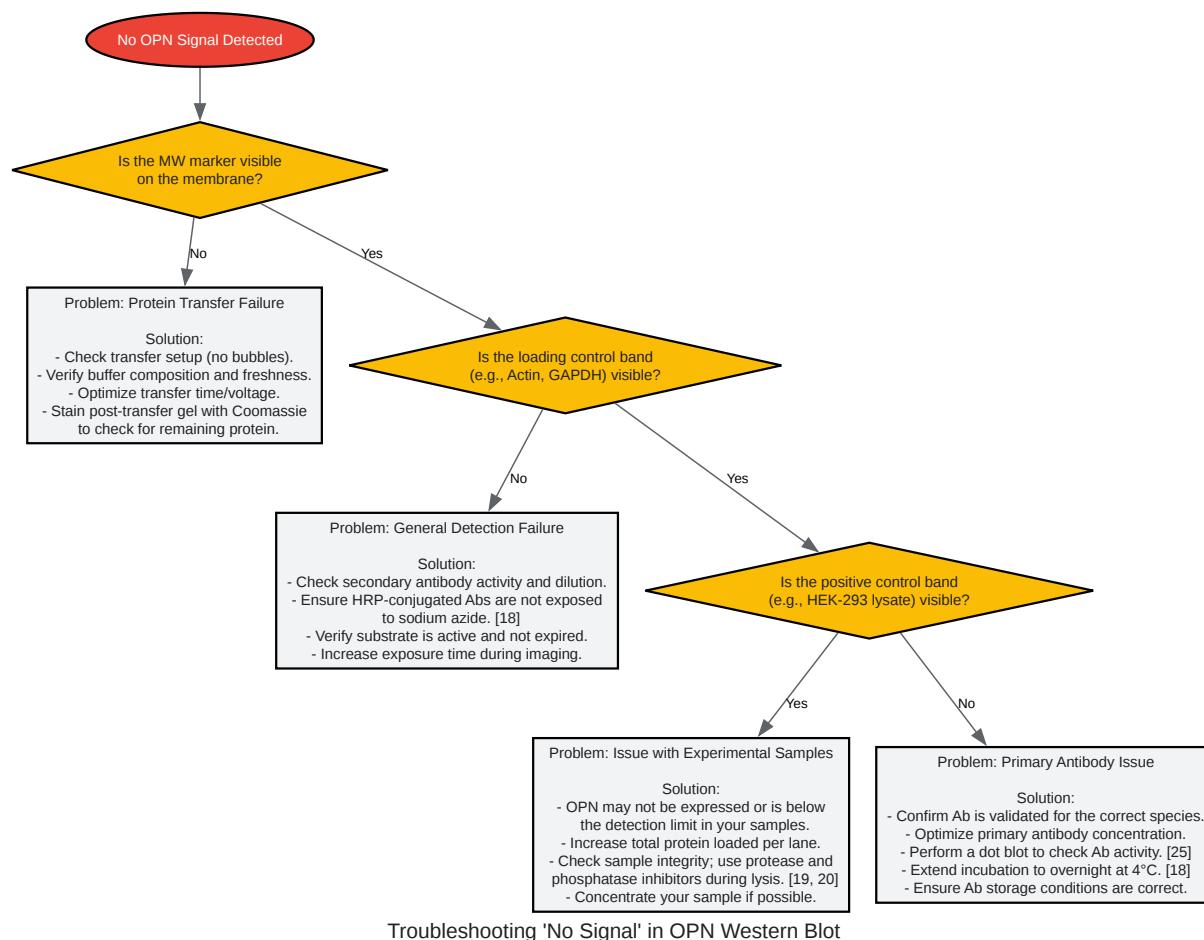 No OPN Signal Detected
Is the MW marker visible
on the membrane?
No
Yes
Problem: Protein Transfer Failure
Solution:
- Check transfer setup (no bubbles).
- Verify buffer composition and freshness.
- Optimize transfer time/voltage.
- Stain post-transfer gel with Coomassie
to check for remaining protein.
Is the loading control band
(e.g., Actin, GAPDH) visible?
No
Yes
Problem: General Detection Failure
Solution:
- Check secondary antibody activity and dilution.
- Ensure HRP-conjugated Abs are not exposed
to sodium azide. [18]
- Verify substrate is active and not expired.
- Increase exposure time during imaging.
Is the positive control band
(e.g., HEK-293 lysate) visible?
Yes
No
Problem: Issue with Experimental Samples
Solution:
- OPN may not be expressed or is below
the detection limit in your samples.
- Increase total protein loaded per lane.
- Check sample integrity; use protease and
phosphatase inhibitors during lysis. [19, 20]
- Concentrate your sample if possible.
Problem: Primary Antibody Issue
Solution:
- Confirm Ab is validated for the correct species.
- Optimize primary antibody concentration.
- Perform a dot blot to check Ab activity. [25]
- Extend incubation to overnight at 4°C. [18]
- Ensure Ab storage conditions are correct.
Troubleshooting 'No Signal' in OPN Western Blot